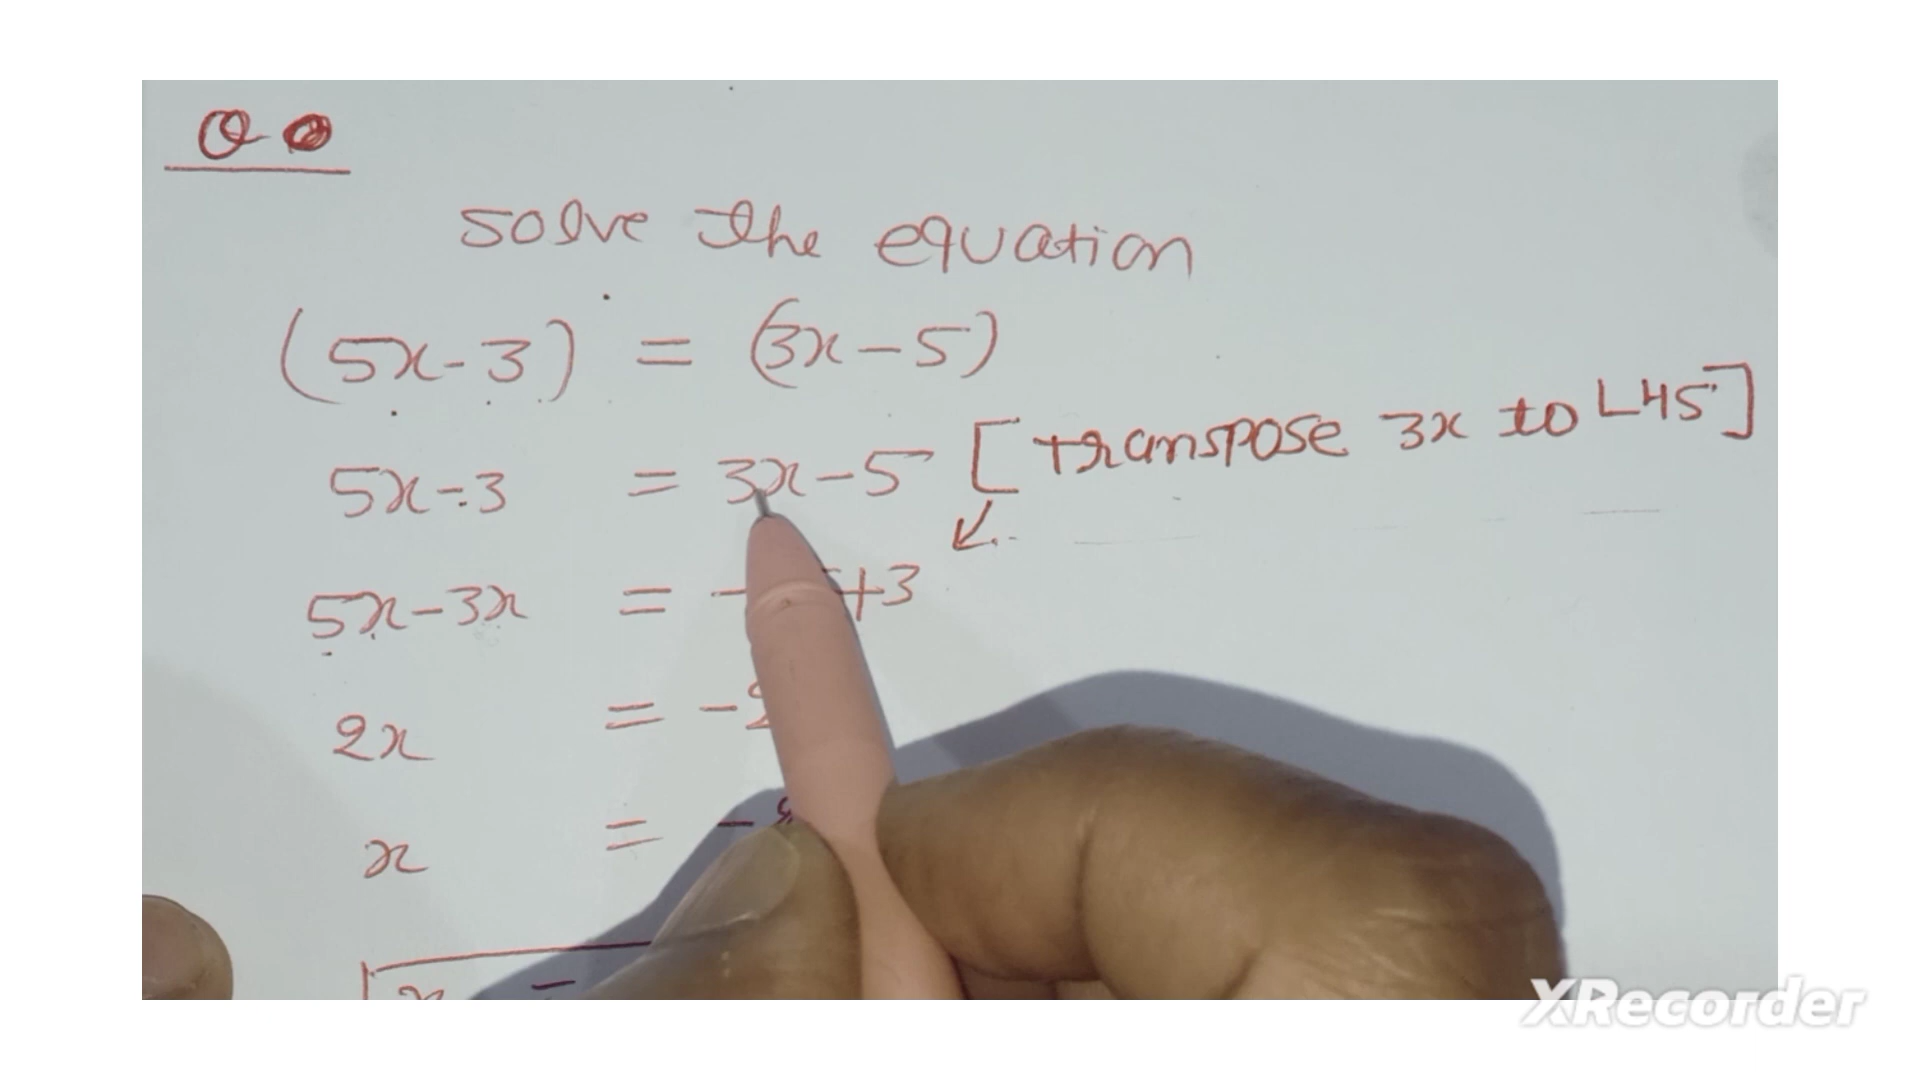 Q
solve the equation
(5x-3) = (3x-5)
5x-3 = 3x-5 [transpose 3x to LHS]
5x-3x = - +3
2x = -2
x = -
x =
XRecorder